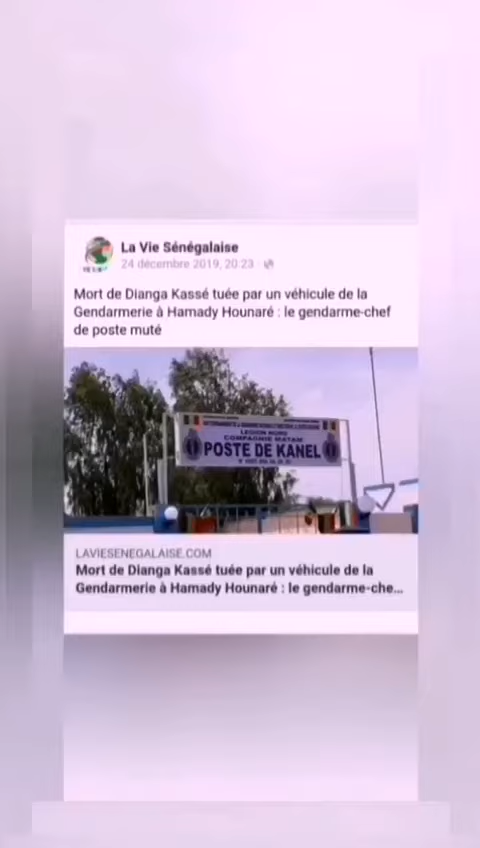 La Vie Sénégalaise
24 décembre 2019, 20:23
Mort de Dianga Kassé tuée par un véhicule de la
Gendarmerie à Hamady Hounaré : le gendarme-chef
de poste muté
LEGION NORD
COMPAGNIE MATAM
POSTE DE KANEL
LAVIESENEGALAISE.COM
Mort de Dianga Kassé tuée par un véhicule de la
Gendarmerie à Hamady Hounaré : le gendarme-che...